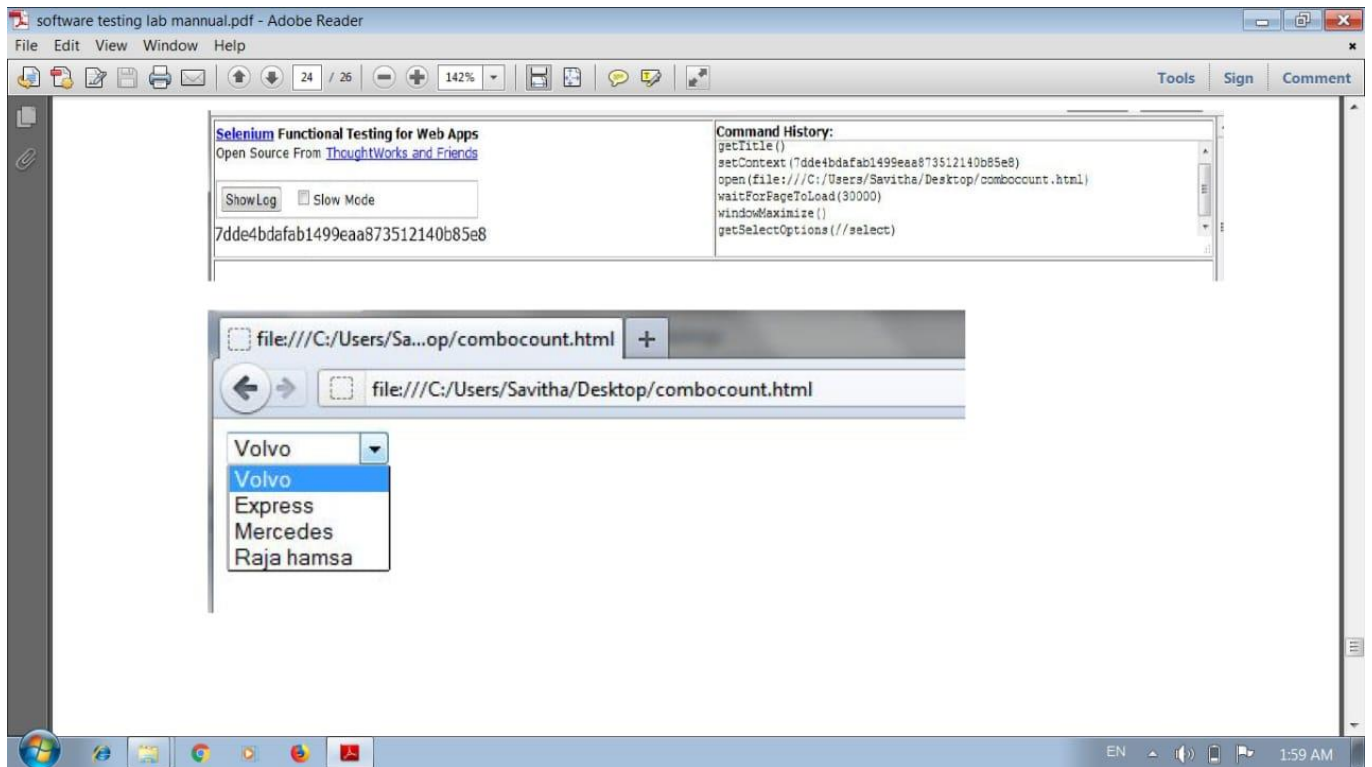 software testing lab mannual.pdf - Adobe Reader
File Edit View Window Help
24 / 26 142% Tools Sign Comment
Selenium Functional Testing for Web Apps
Open Source From ThoughtWorks and Friends
Show Log Slow Mode
7dde4bdafab1499eaa873512140b85e8
Command History:
getTitle()
setContext(7dde4bdafab1499eaa873512140b85e8)
open(file:///C:/Users/Savitha/Desktop/combocount.html)
waitForPageToLoad(30000)
windowMaximize()
getSelectOptions(//select)
file:///C:/Users/Sa...op/combocount.html
file:///C:/Users/Savitha/Desktop/combocount.html
Volvo
Volvo
Express
Mercedes
Raja hamsa
EN 1:59 AM